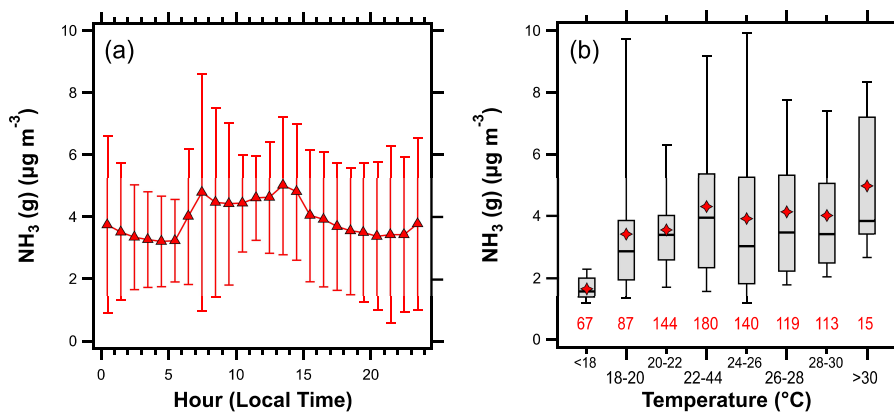 (a)
NH3 (g) (µg m-3)
10
8
6
4
2
0
0 5 10 15 20
Hour (Local Time)
(b)
NH3 (g) (µg m-3)
10
8
6
4
2
0
67 87 144 180 140 119 113 15
<18 20-22 24-26 28-30
18-20 22-44 26-28 >30
Temperature (°C)